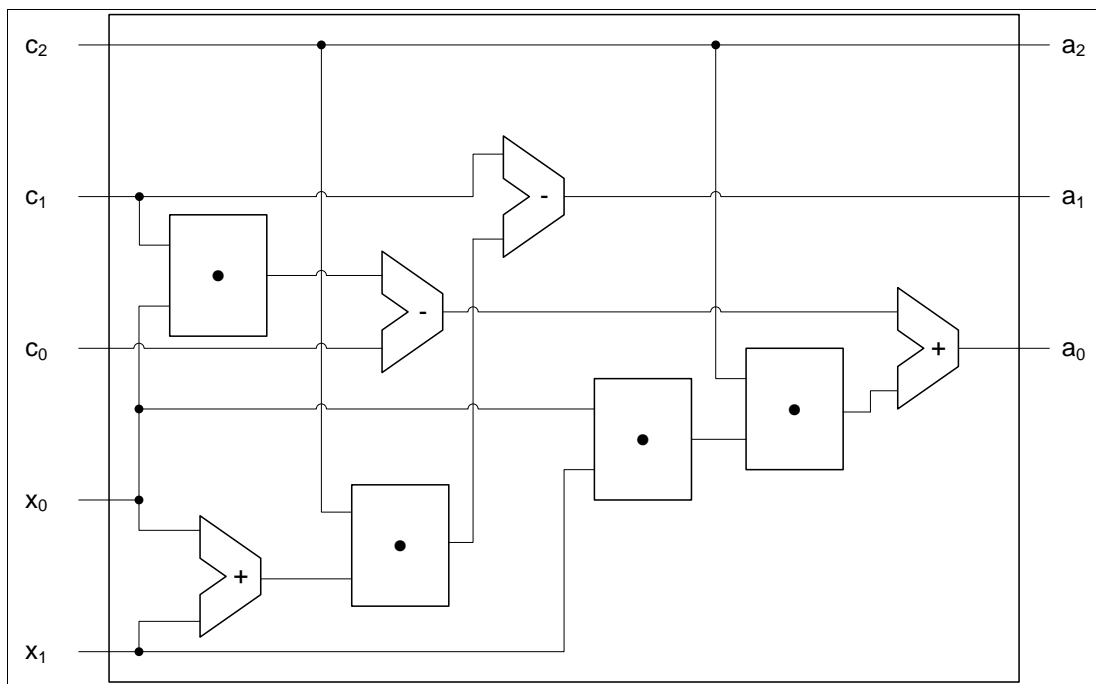 c₂ a₂
-
c₁ a₁
•
-
c₀ + a₀
•
•
x₀
•
+
x₁